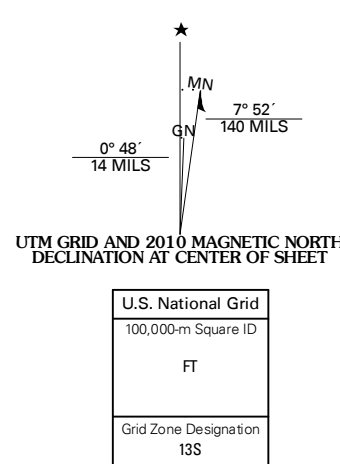 ★
MN
GN
7° 52´
140 MILS
0° 48´
14 MILS
UTM GRID AND 2010 MAGNETIC NORTH
DECLINATION AT CENTER OF SHEET
U.S. National Grid
100,000-m Square ID
FT
Grid Zone Designation
13S